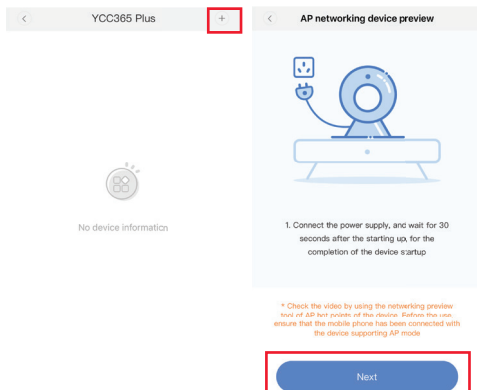 YCC365 Plus
+
No device information
AP networking device preview
1. Connect the power supply, and wait for 30
seconds after the starting up, for the
completion of the device startup
* Check the video by using the networking preview
tool of AP hot points of the device. Before the use,
ensure that the mobile phone has been connected with
the device supporting AP mode
Next